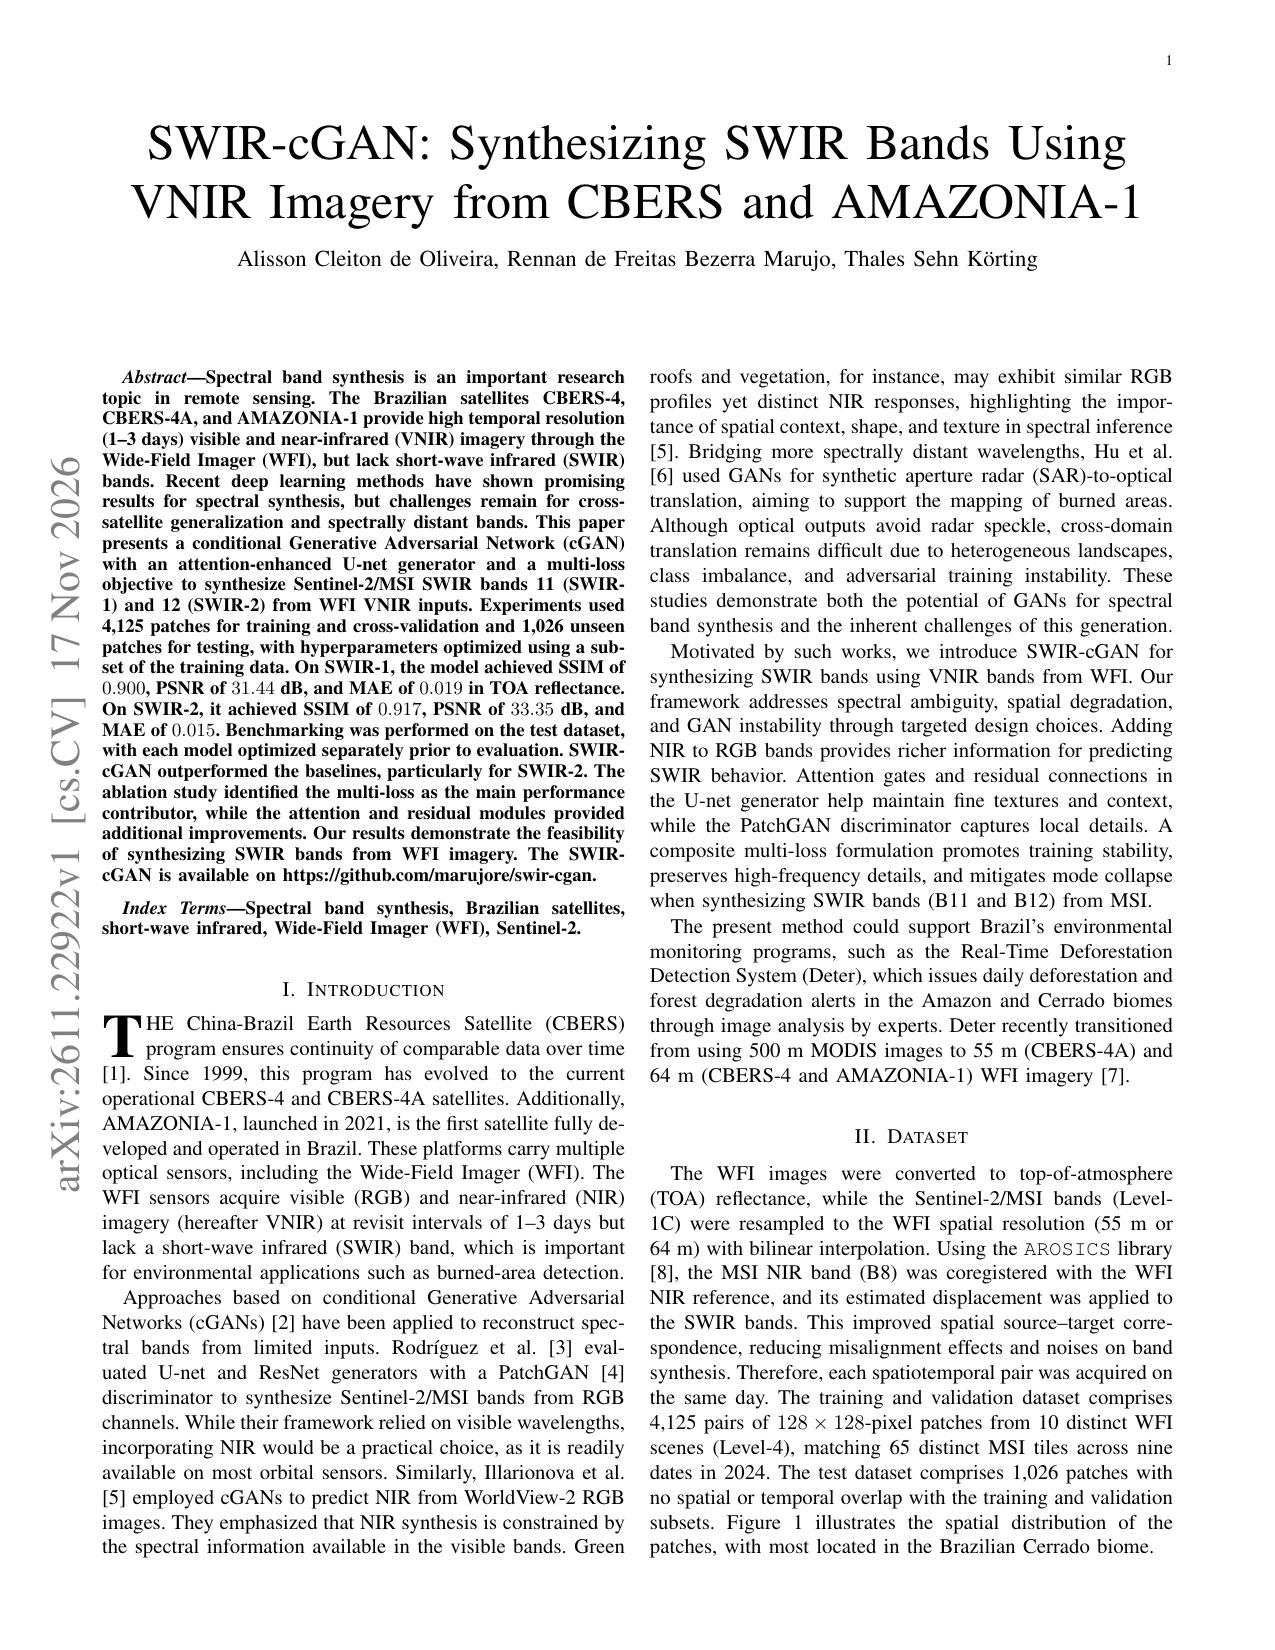 1
SWIR-cGAN: Synthesizing SWIR Bands Using
VNIR Imagery from CBERS and AMAZONIA-1
Alisson Cleiton de Oliveira, Rennan de Freitas Bezerra Marujo, Thales Sehn Körting
arXiv:2611.22922v1 [cs.CV] 17 Nov 2026
Abstract—Spectral band synthesis is an important research
topic in remote sensing. The Brazilian satellites CBERS-4,
CBERS-4A, and AMAZONIA-1 provide high temporal resolution
(1–3 days) visible and near-infrared (VNIR) imagery through the
Wide-Field Imager (WFI), but lack short-wave infrared (SWIR)
bands. Recent deep learning methods have shown promising
results for spectral synthesis, but challenges remain for cross-
satellite generalization and spectrally distant bands. This paper
presents a conditional Generative Adversarial Network (cGAN)
with an attention-enhanced U-net generator and a multi-loss
objective to synthesize Sentinel-2/MSI SWIR bands 11 (SWIR-
1) and 12 (SWIR-2) from WFI VNIR inputs. Experiments used
4,125 patches for training and cross-validation and 1,026 unseen
patches for testing, with hyperparameters optimized using a sub-
set of the training data. On SWIR-1, the model achieved SSIM of
0.900, PSNR of 31.44 dB, and MAE of 0.019 in TOA reflectance.
On SWIR-2, it achieved SSIM of 0.917, PSNR of 33.35 dB, and
MAE of 0.015. Benchmarking was performed on the test dataset,
with each model optimized separately prior to evaluation. SWIR-
cGAN outperformed the baselines, particularly for SWIR-2. The
ablation study identified the multi-loss as the main performance
contributor, while the attention and residual modules provided
additional improvements. Our results demonstrate the feasibility
of synthesizing SWIR bands from WFI imagery. The SWIR-
cGAN is available on https://github.com/marujore/swir-cgan.
Index Terms—Spectral band synthesis, Brazilian satellites,
short-wave infrared, Wide-Field Imager (WFI), Sentinel-2.
I. INTRODUCTION
THE China-Brazil Earth Resources Satellite (CBERS)
program ensures continuity of comparable data over time
[1]. Since 1999, this program has evolved to the current
operational CBERS-4 and CBERS-4A satellites. Additionally,
AMAZONIA-1, launched in 2021, is the first satellite fully de-
veloped and operated in Brazil. These platforms carry multiple
optical sensors, including the Wide-Field Imager (WFI). The
WFI sensors acquire visible (RGB) and near-infrared (NIR)
imagery (hereafter VNIR) at revisit intervals of 1–3 days but
lack a short-wave infrared (SWIR) band, which is important
for environmental applications such as burned-area detection.
Approaches based on conditional Generative Adversarial
Networks (cGANs) [2] have been applied to reconstruct spec-
tral bands from limited inputs. Rodríguez et al. [3] eval-
uated U-net and ResNet generators with a PatchGAN [4]
discriminator to synthesize Sentinel-2/MSI bands from RGB
channels. While their framework relied on visible wavelengths,
incorporating NIR would be a practical choice, as it is readily
available on most orbital sensors. Similarly, Illarionova et al.
[5] employed cGANs to predict NIR from WorldView-2 RGB
images. They emphasized that NIR synthesis is constrained by
the spectral information available in the visible bands. Green
roofs and vegetation, for instance, may exhibit similar RGB
profiles yet distinct NIR responses, highlighting the impor-
tance of spatial context, shape, and texture in spectral inference
[5]. Bridging more spectrally distant wavelengths, Hu et al.
[6] used GANs for synthetic aperture radar (SAR)-to-optical
translation, aiming to support the mapping of burned areas.
Although optical outputs avoid radar speckle, cross-domain
translation remains difficult due to heterogeneous landscapes,
class imbalance, and adversarial training instability. These
studies demonstrate both the potential of GANs for spectral
band synthesis and the inherent challenges of this generation.
Motivated by such works, we introduce SWIR-cGAN for
synthesizing SWIR bands using VNIR bands from WFI. Our
framework addresses spectral ambiguity, spatial degradation,
and GAN instability through targeted design choices. Adding
NIR to RGB bands provides richer information for predicting
SWIR behavior. Attention gates and residual connections in
the U-net generator help maintain fine textures and context,
while the PatchGAN discriminator captures local details. A
composite multi-loss formulation promotes training stability,
preserves high-frequency details, and mitigates mode collapse
when synthesizing SWIR bands (B11 and B12) from MSI.
The present method could support Brazil's environmental
monitoring programs, such as the Real-Time Deforestation
Detection System (Deter), which issues daily deforestation and
forest degradation alerts in the Amazon and Cerrado biomes
through image analysis by experts. Deter recently transitioned
from using 500 m MODIS images to 55 m (CBERS-4A) and
64 m (CBERS-4 and AMAZONIA-1) WFI imagery [7].
II. DATASET
The WFI images were converted to top-of-atmosphere
(TOA) reflectance, while the Sentinel-2/MSI bands (Level-
1C) were resampled to the WFI spatial resolution (55 m or
64 m) with bilinear interpolation. Using the AROSICS library
[8], the MSI NIR band (B8) was coregistered with the WFI
NIR reference, and its estimated displacement was applied to
the SWIR bands. This improved spatial source–target corre-
spondence, reducing misalignment effects and noises on band
synthesis. Therefore, each spatiotemporal pair was acquired on
the same day. The training and validation dataset comprises
4,125 pairs of 128 × 128-pixel patches from 10 distinct WFI
scenes (Level-4), matching 65 distinct MSI tiles across nine
dates in 2024. The test dataset comprises 1,026 patches with
no spatial or temporal overlap with the training and validation
subsets. Figure 1 illustrates the spatial distribution of the
patches, with most located in the Brazilian Cerrado biome.